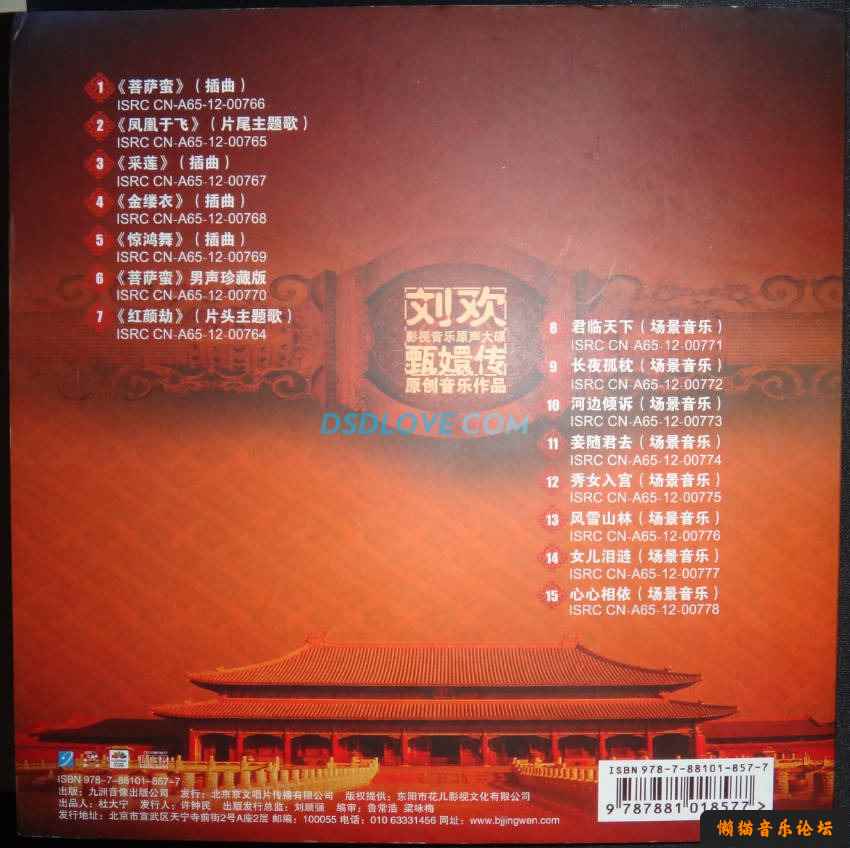 1 《菩萨蛮》(插曲)
ISRC CN-A65-12-00766
2 《凤凰于飞》(片尾主题歌)
ISRC CN-A65-12-00765
3 《采莲》(插曲)
ISRC CN-A65-12-00767
4 《金缕衣》(插曲)
ISRC CN-A65-12-00768
5 《惊鸿舞》(插曲)
ISRC CN-A65-12-00769
6 《菩萨蛮》男声珍藏版
ISRC CN-A65-12-00770
7 《红颜劫》(片头主题歌)
ISRC CN-A65-12-00764
刘欢
影视音乐原声大碟
甄嬛传
原创音乐作品
DSDLOVE.COM
8 君临天下(场景音乐)
ISRC CN-A65-12-00771
9 长夜孤枕(场景音乐)
ISRC CN-A65-12-00772
10 河边倾诉(场景音乐)
ISRC CN-A65-12-00773
11 妾随君去(场景音乐)
ISRC CN-A65-12-00774
12 秀女入宫(场景音乐)
ISRC CN-A65-12-00775
13 风雪山林(场景音乐)
ISRC CN-A65-12-00776
14 女儿泪涟(场景音乐)
ISRC CN-A65-12-00777
15 心心相依(场景音乐)
ISRC CN-A65-12-00778
ISBN 978-7-88101-857-7
出版:九洲音像出版公司 发行:北京京文唱片传播有限公司 版权提供:东阳市花儿影视文化有限公司
出品人:杜大宁 发行人:许钟民 出版发行总监:刘顺骊 编审:鲁常浩 梁咏梅
发行地址:北京市宣武区天宁寺前街2号A座2层 邮编:100055 电话:010 63331456 网址:www.bjjingwen.com
ISBN 978-7-88101-857-7
9 787881 018577 >
懒猫音乐论坛